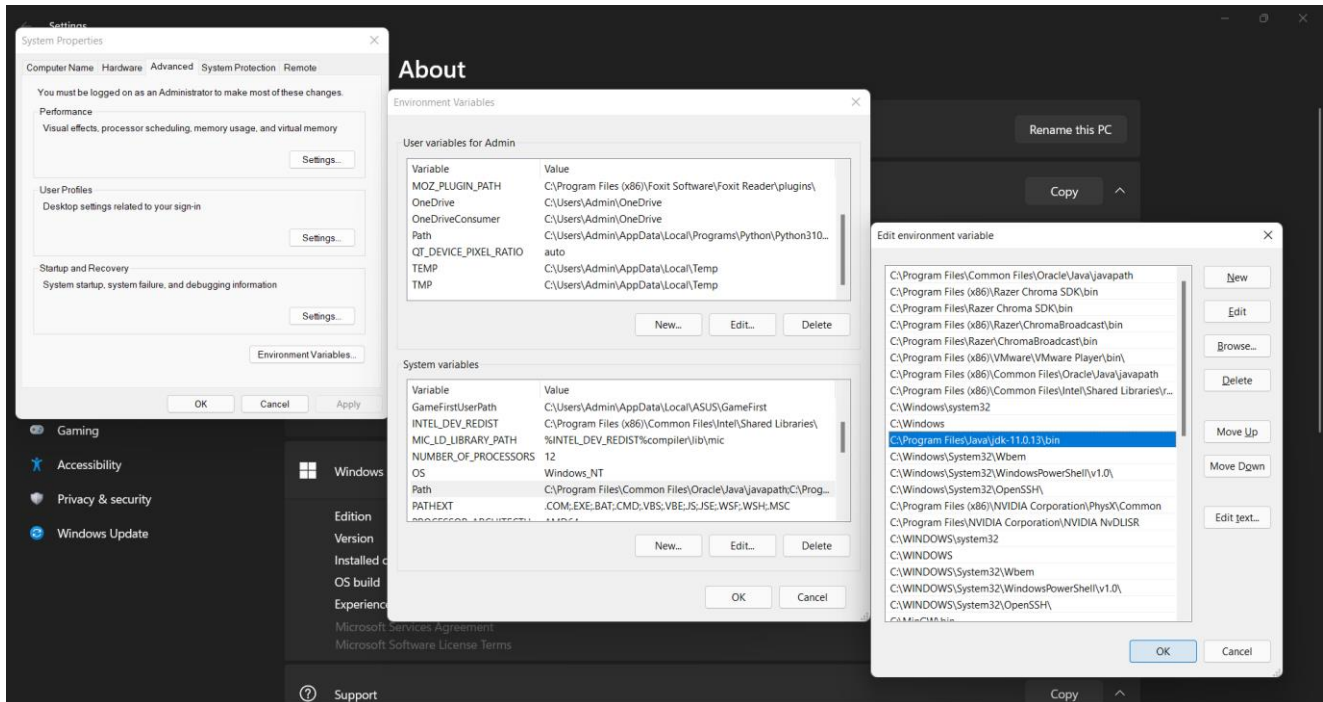 Settings
System Properties
Computer Name Hardware Advanced System Protection Remote
You must be logged on as an Administrator to make most of these changes.
Performance
Visual effects, processor scheduling, memory usage, and virtual memory
Settings...
User Profiles
Desktop settings related to your sign-in
Settings...
Startup and Recovery
System startup, system failure, and debugging information
Settings...
Environment Variables...
OK Cancel Apply
Gaming
Accessibility
Privacy & security
Windows Update
About
Rename this PC
Copy
Windows
Edition
Version
Installed
OS build
Microsoft Services Agreement
Microsoft Software License Terms
Support
Copy
Environment Variables
User variables for Admin
Variable Value
MOZ_PLUGIN_PATH C:\Program Files (x86)\Foxit Software\Foxit Reader\plugins\
OneDrive C:\Users\Admin\OneDrive
OneDriveConsumer C:\Users\Admin\OneDrive
Path C:\Users\Admin\AppData\Local\Programs\Python\Python310...
QT_DEVICE_PIXEL_RATIO auto
TEMP C:\Users\Admin\AppData\Local\Temp
TMP C:\Users\Admin\AppData\Local\Temp
New... Edit... Delete
System variables
Variable Value
GameFirstUserPath C:\Users\Admin\AppData\Local\ASUS\GameFirst
INTEL_DEV_REDIST C:\Program Files (x86)\Common Files\Intel\Shared Libraries\
MIC_LD_LIBRARY_PATH %INTEL_DEV_REDIST%compiler\lib\mic
NUMBER_OF_PROCESSORS 12
OS Windows_NT
Path C:\Program Files\Common Files\Oracle\Java\javapath;C:\Prog...
PATHEXT .COM;.EXE;.BAT;.CMD;.VBS;.VBE;.JS;.JSE;.WSF;.WSH;.MSC
New... Edit... Delete
OK Cancel
Edit environment variable
C:\Program Files\Common Files\Oracle\Java\javapath
C:\Program Files (x86)\Razer Chroma SDK\bin
C:\Program Files\Razer Chroma SDK\bin
C:\Program Files (x86)\Razer\ChromaBroadcast\bin
C:\Program Files\Razer\ChromaBroadcast\bin
C:\Program Files (x86)\VMware\VMware Player\bin\
C:\Program Files (x86)\Common Files\Oracle\Java\javapath
C:\Program Files (x86)\Common Files\Intel\Shared Libraries\r...
C:\Windows\system32
C:\Windows
C:\Program Files\Java\jdk-11.0.13\bin
C:\Windows\System32\Wbem
C:\Windows\System32\WindowsPowerShell\v1.0\
C:\Windows\System32\OpenSSH\
C:\Program Files (x86)\NVIDIA Corporation\PhysX\Common
C:\Program Files\NVIDIA Corporation\NVIDIA NvDLISR
C:\WINDOWS\system32
C:\WINDOWS
C:\WINDOWS\System32\Wbem
C:\WINDOWS\System32\WindowsPowerShell\v1.0\
C:\WINDOWS\System32\OpenSSH\
New
Edit
Browse...
Delete
Move Up
Move Down
Edit text...
OK Cancel